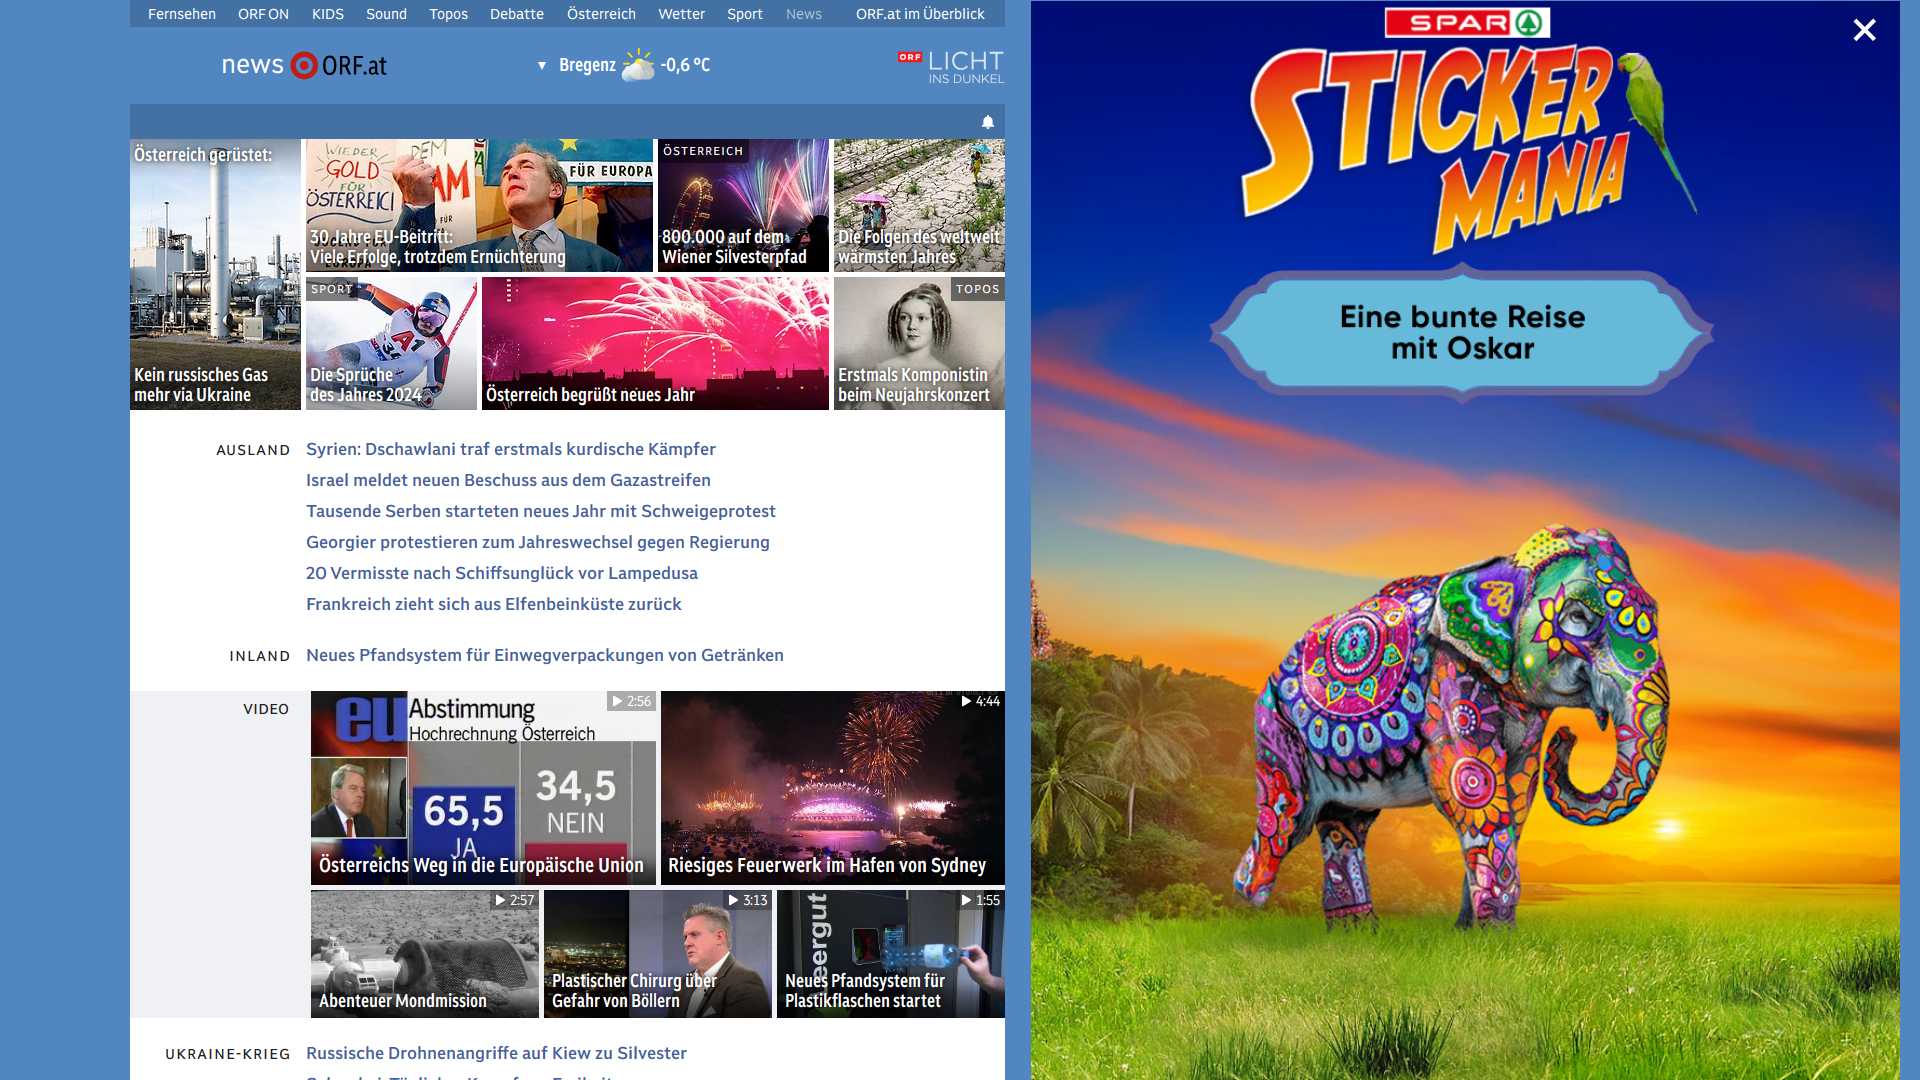 Fernsehen ORF ON KIDS Sound Topos Debatte Österreich Wetter Sport News ORF.at im Überblick
news ORF.at
Bregenz -0,6 °C
ORF LICHT
INS DUNKEL
Österreich gerüstet:
Kein russisches Gas
mehr via Ukraine
WIEDER
GOLD
FÜR
ÖSTERREICH
FÜR EUROPA
30 Jahre EU-Beitritt:
Viele Erfolge, trotzdem Ernüchterung
ÖSTERREICH
800.000 auf dem
Wiener Silvesterpfad
Die Folgen des weltweit
wärmsten Jahres
SPORT
Die Sprüche
des Jahres 2024
Österreich begrüßt neues Jahr
TOPOS
Erstmals Komponistin
beim Neujahrskonzert
AUSLAND
Syrien: Dschawlani traf erstmals kurdische Kämpfer
Israel meldet neuen Beschuss aus dem Gazastreifen
Tausende Serben starteten neues Jahr mit Schweigeprotest
Georgier protestieren zum Jahreswechsel gegen Regierung
20 Vermisste nach Schiffsunglück vor Lampedusa
Frankreich zieht sich aus Elfenbeinküste zurück
INLAND
Neues Pfandsystem für Einwegverpackungen von Getränken
VIDEO
2:56
eu Abstimmung
Hochrechnung Österreich
65,5
JA
34,5
NEIN
Österreichs Weg in die Europäische Union
4:44
Riesiges Feuerwerk im Hafen von Sydney
2:57
Abenteuer Mondmission
3:13
Plastischer Chirurg über
Gefahr von Böllern
1:55
Leergut
Neues Pfandsystem für
Plastikflaschen startet
UKRAINE-KRIEG
Russische Drohnenangriffe auf Kiew zu Silvester
SPAR
STICKER
MANIA
Eine bunte Reise
mit Oskar